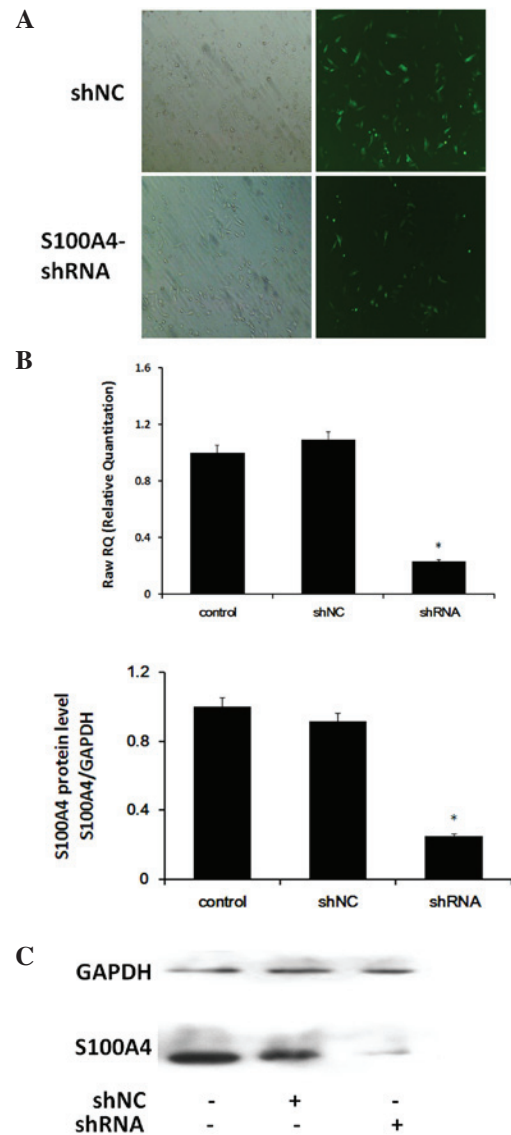 A
shNC
S100A4-
shRNA
B
Raw RQ (Relative Quantitation)
1.6
1.2
0.8
0.4
0
*
control shNC shRNA
S100A4 protein level
S100A4/GAPDH
1.2
0.8
0.4
0
*
control shNC shRNA
C
GAPDH
S100A4
shNC - + -
shRNA - - +